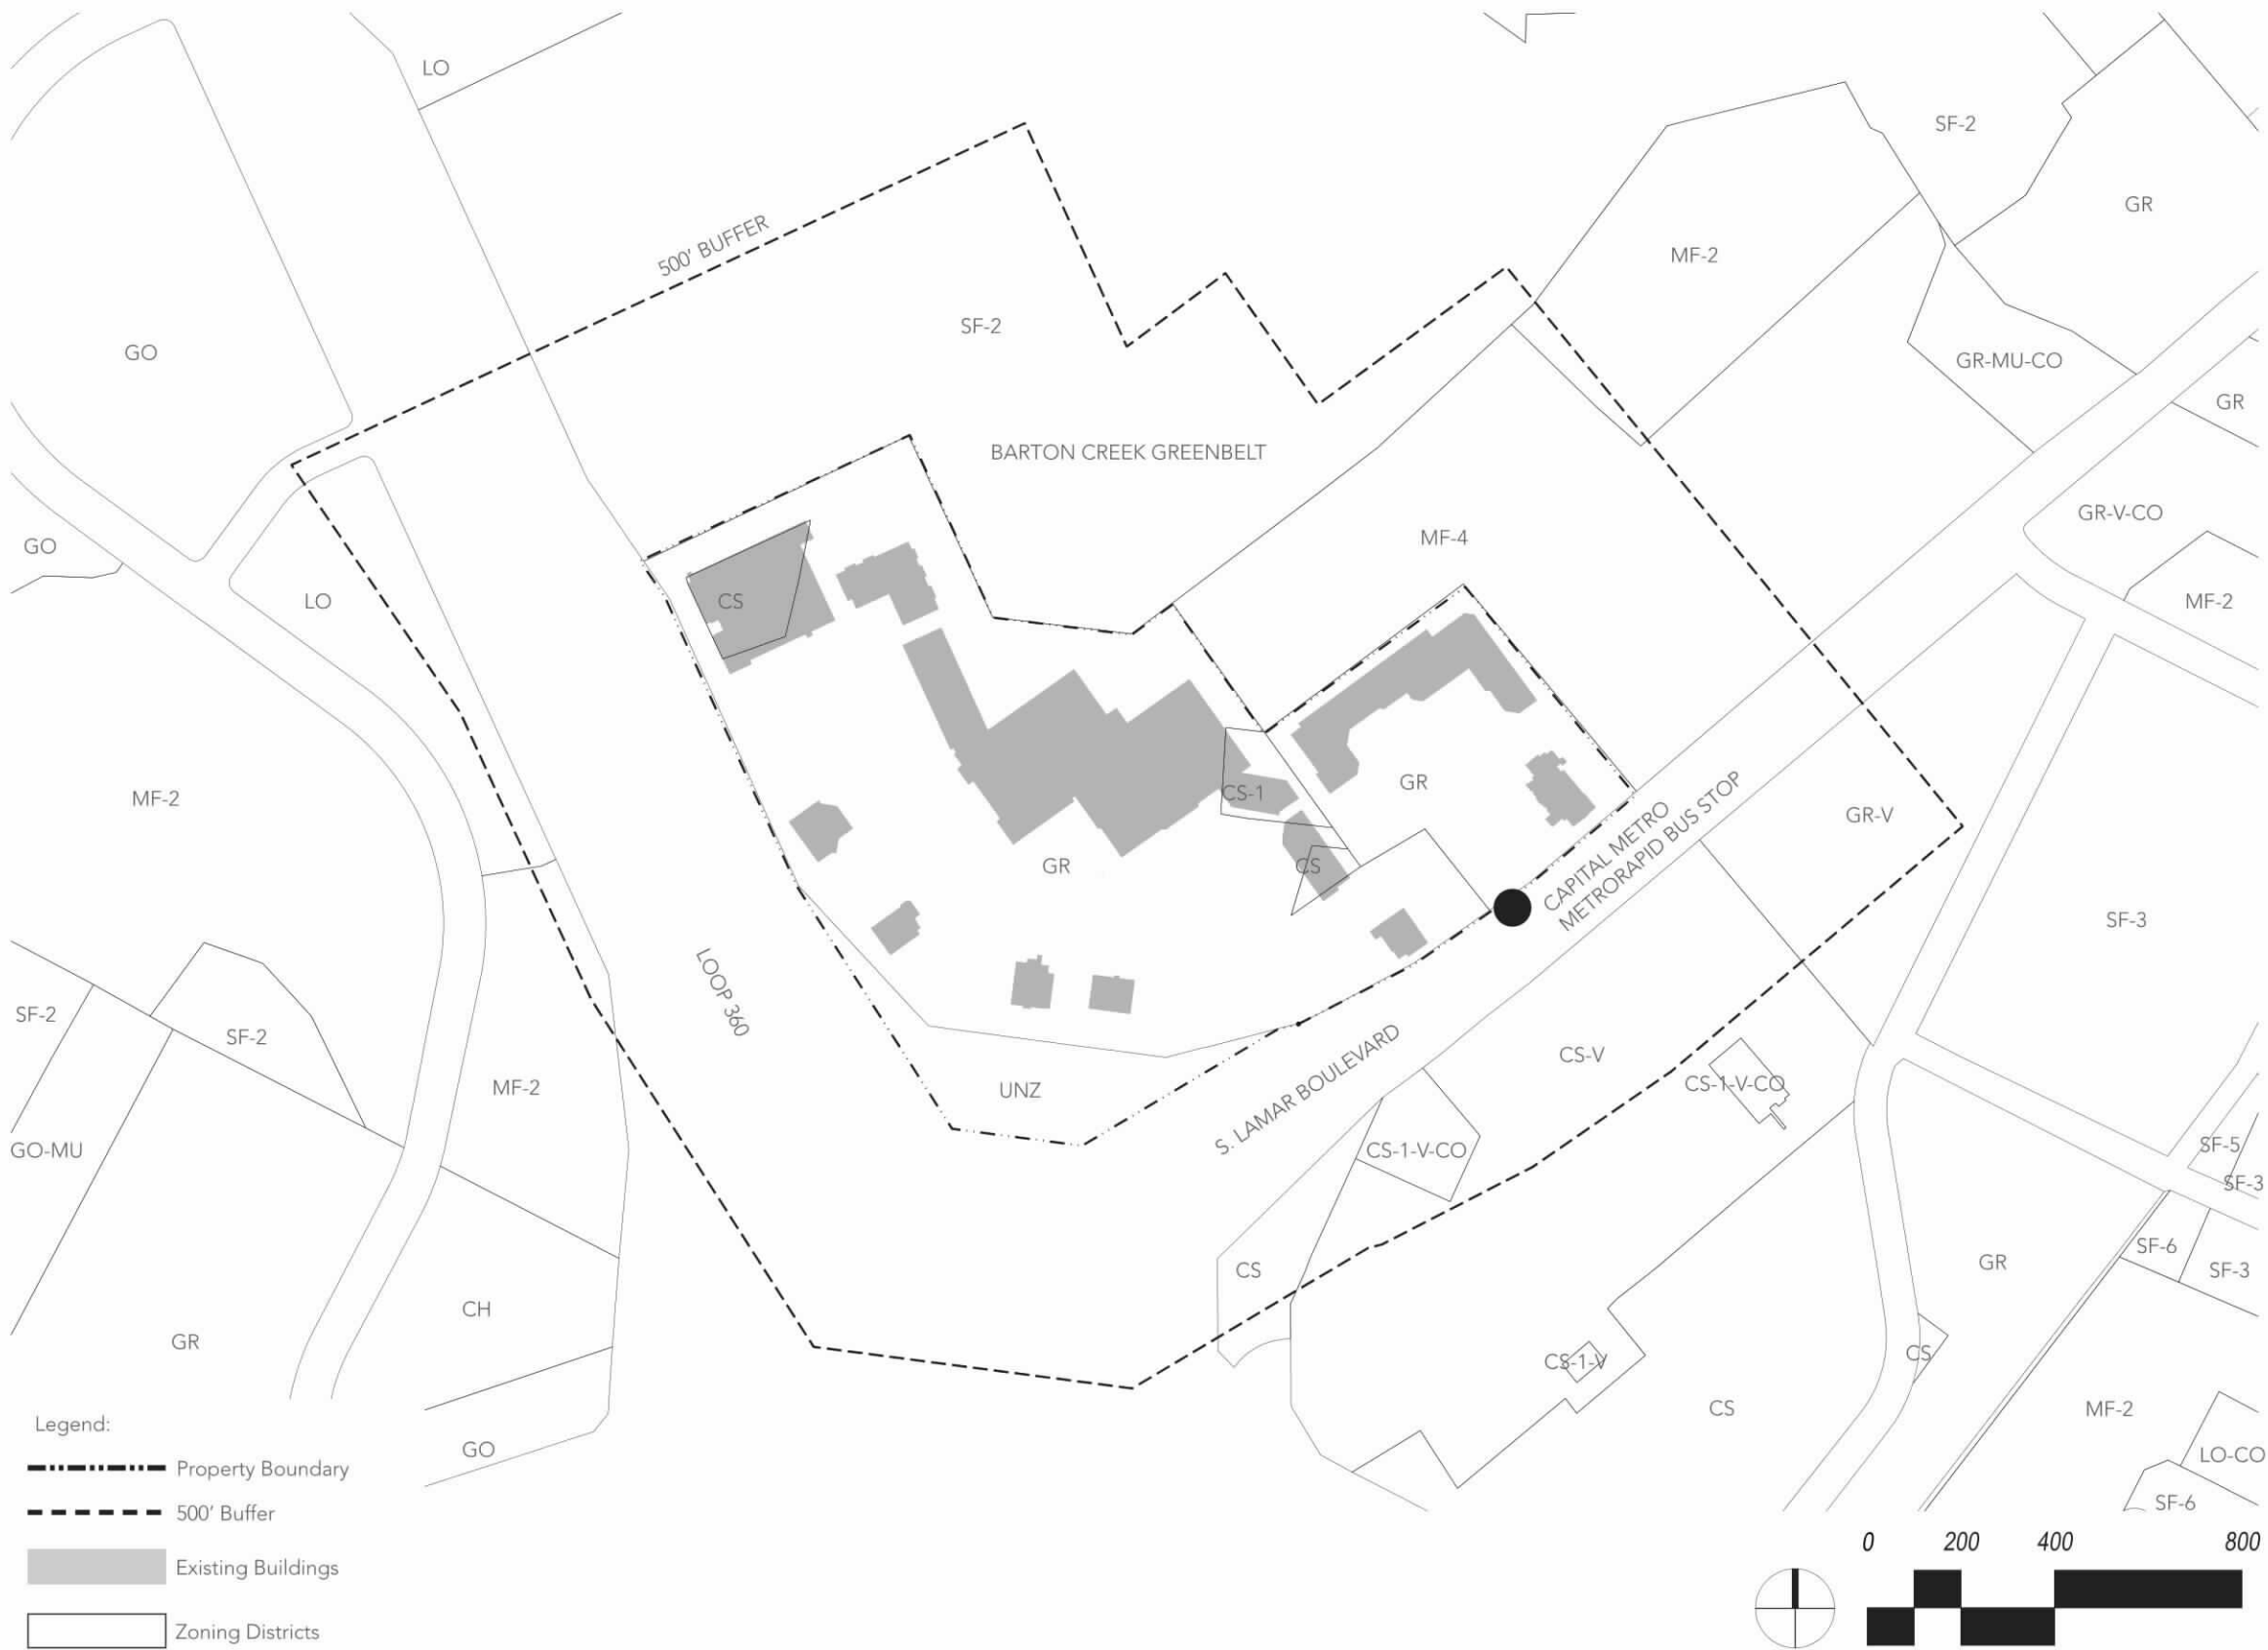 LO
SF-2
GR
500' BUFFER
MF-2
SF-2
GO
GR-MU-CO
GR
BARTON CREEK GREENBELT
GR-V-CO
MF-4
GO
LO
CS
MF-2
GR
CS-1
MF-2
CAPITAL METRO
METRORAPID BUS STOP
GR-V
GR
CS
SF-3
LOOP 360
SF-2
SF-2
CS-V
UNZ
MF-2
CS-1-V-CO
S. LAMAR BOULEVARD
GO-MU
CS-1-V-CO
SF-5
SF-3
SF-6
CS
GR
SF-3
CH
GR
CS-1-V
CS
CS
MF-2
GO
LO-CO
SF-6
Legend:
Property Boundary
500' Buffer
Existing Buildings
Zoning Districts
0 200 400 800